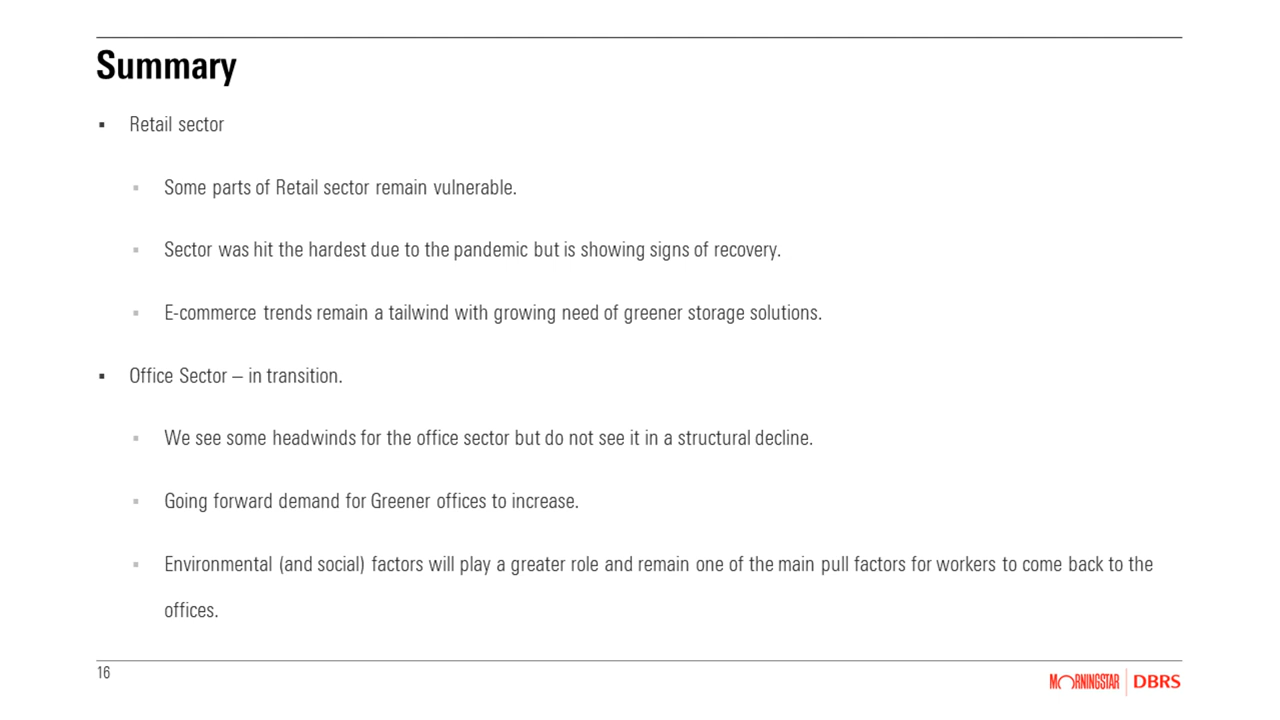 Summary
▪ Retail sector
▪ Some parts of Retail sector remain vulnerable.
▪ Sector was hit the hardest due to the pandemic but is showing signs of recovery.
▪ E-commerce trends remain a tailwind with growing need of greener storage solutions.
▪ Office Sector – in transition.
▪ We see some headwinds for the office sector but do not see it in a structural decline.
▪ Going forward demand for Greener offices to increase.
▪ Environmental (and social) factors will play a greater role and remain one of the main pull factors for workers to come back to the
offices.
16
MORNINGSTAR | DBRS